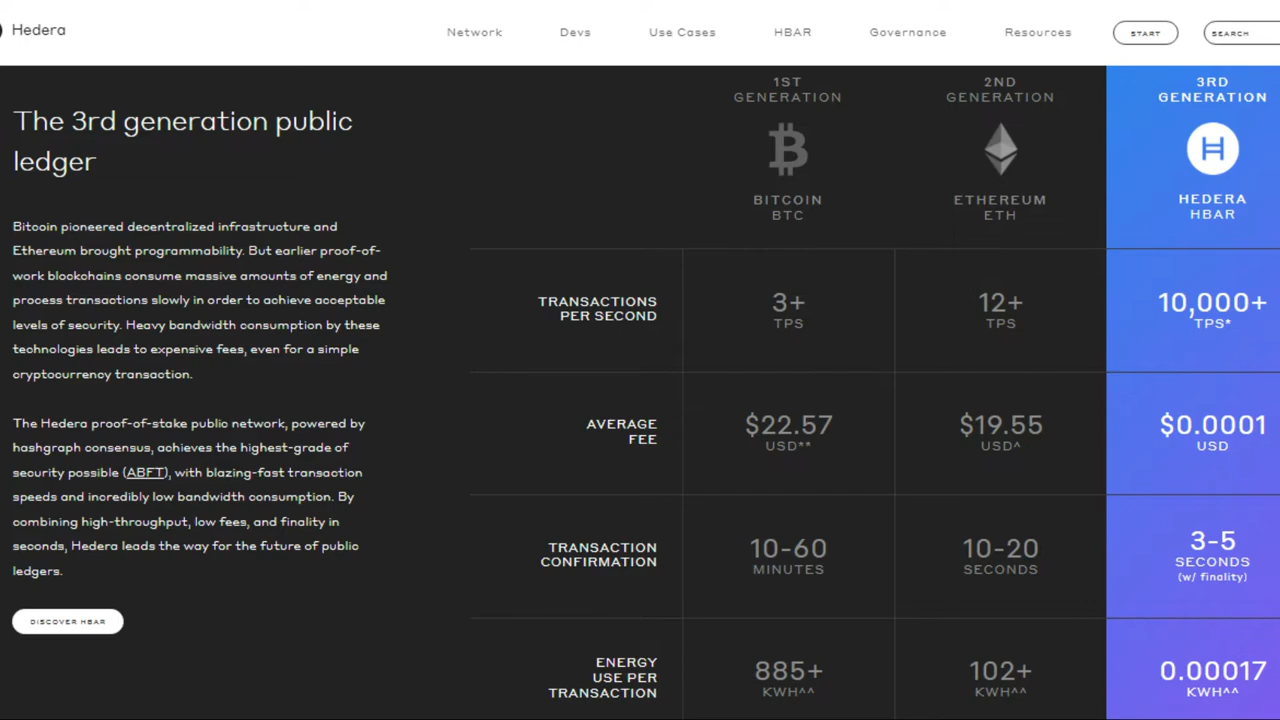 Hedera
Network Devs Use Cases HBAR Governance Resources START SEARCH
The 3rd generation public
ledger
Bitcoin pioneered decentralized infrastructure and
Ethereum brought programmability. But earlier proof-of-
work blockchains consume massive amounts of energy and
process transactions slowly in order to achieve acceptable
levels of security. Heavy bandwidth consumption by these
technologies leads to expensive fees, even for a simple
cryptocurrency transaction.
The Hedera proof-of-stake public network, powered by
hashgraph consensus, achieves the highest-grade of
security possible (ABFT), with blazing-fast transaction
speeds and incredibly low bandwidth consumption. By
combining high-throughput, low fees, and finality in
seconds, Hedera leads the way for the future of public
ledgers.
DISCOVER HBAR
1ST
GENERATION
BITCOIN
BTC
2ND
GENERATION
ETHEREUM
ETH
3RD
GENERATION
HEDERA
HBAR
TRANSACTIONS
PER SECOND
3+
TPS
12+
TPS
10,000+
TPS*
AVERAGE
FEE
$22.57
USD**
$19.55
USD^
$0.0001
USD
TRANSACTION
CONFIRMATION
10-60
MINUTES
10-20
SECONDS
3-5
SECONDS
(w/ finality)
ENERGY
USE PER
TRANSACTION
885+
KWH^^
102+
KWH^^
0.00017
KWH^^